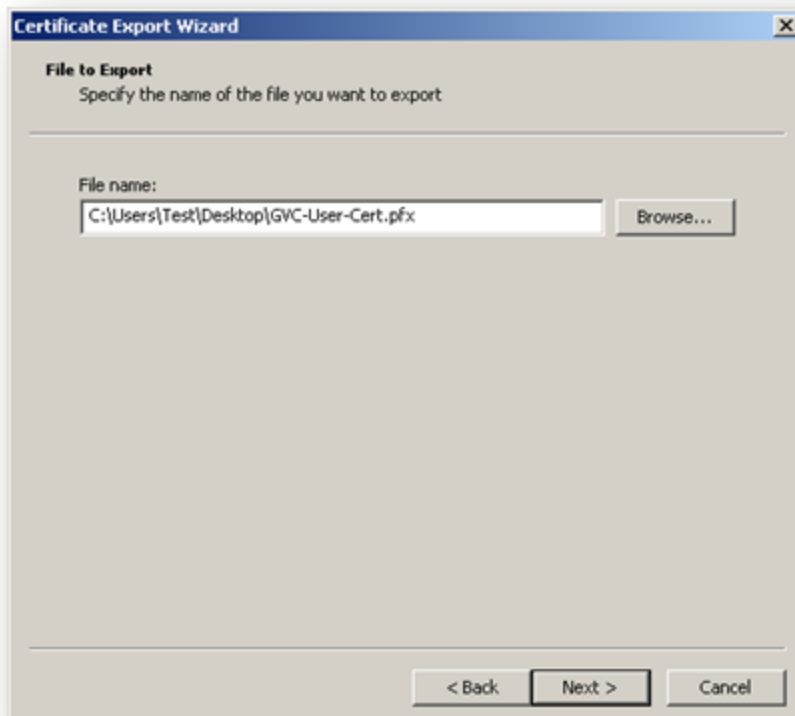 Certificate Export Wizard
File to Export
Specify the name of the file you want to export
File name:
C:\Users\Test\Desktop\GVC-User-Cert.pfx
Browse...
< Back
Next >
Cancel